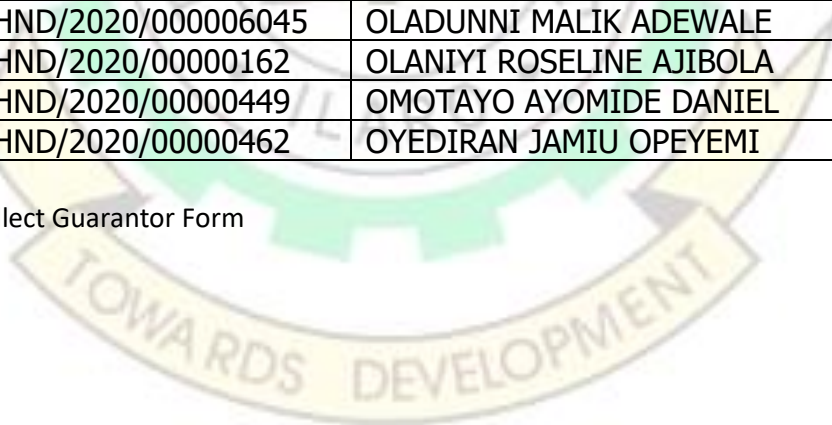 HND/2020/000006045 OLADUNNI MALIK ADEWALE
HND/2020/00000162 OLANIYI ROSELINE AJIBOLA
HND/2020/00000449 OMOTAYO AYOMIDE DANIEL
HND/2020/00000462 OYEDIRAN JAMIU OPEYEMI
lect Guarantor Form
ILARO
TOWARDS DEVELOPMENT